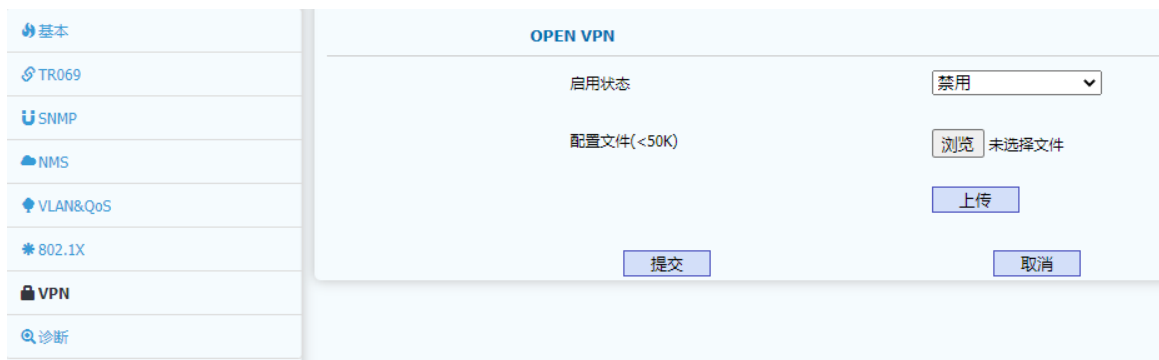 基本
TR069
SNMP
NMS
VLAN&QoS
802.1X
VPN
诊断
OPEN VPN
启用状态 禁用
配置文件(<50K) 浏览 未选择文件
上传
提交 取消